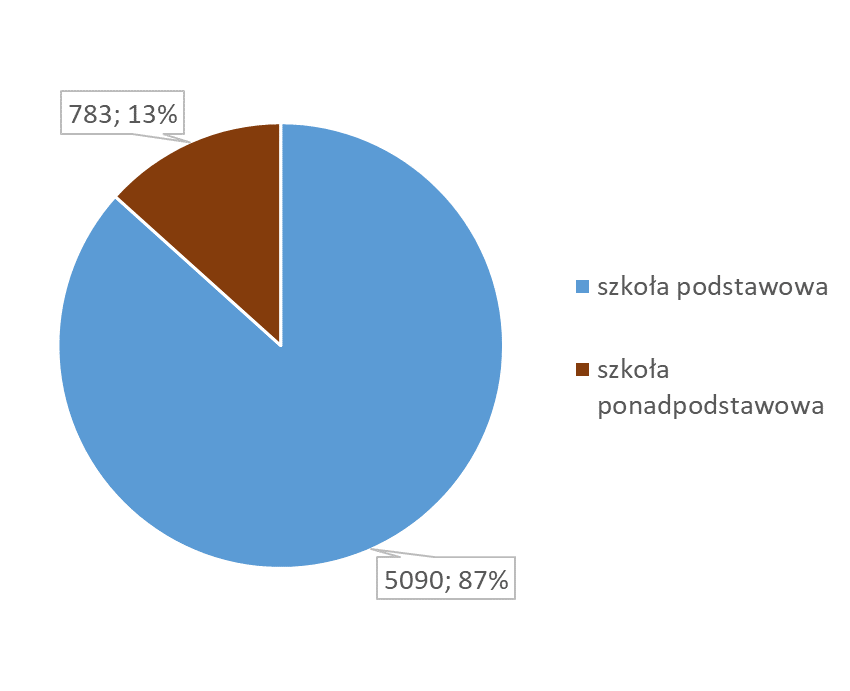 783; 13%
szkoła podstawowa
szkoła
ponadpodstawowa
5090; 87%